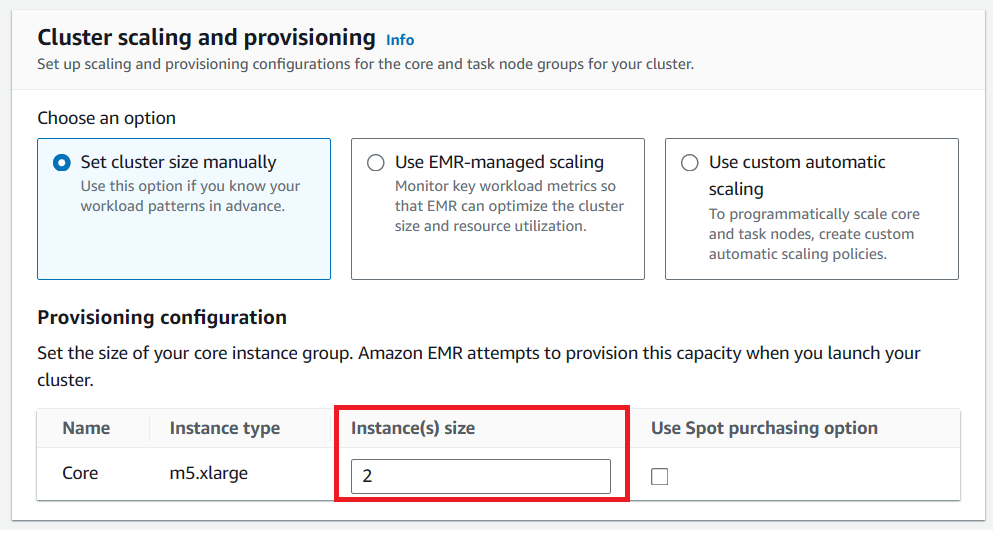 Cluster scaling and provisioning Info
Set up scaling and provisioning configurations for the core and task node groups for your cluster.
Choose an option
Set cluster size manually
Use this option if you know your
workload patterns in advance.
Use EMR-managed scaling
Monitor key workload metrics so
that EMR can optimize the cluster
size and resource utilization.
Use custom automatic
scaling
To programmatically scale core
and task nodes, create custom
automatic scaling policies.
Provisioning configuration
Set the size of your core instance group. Amazon EMR attempts to provision this capacity when you launch your
cluster.
Name Instance type Instance(s) size Use Spot purchasing option
Core m5.xlarge 2